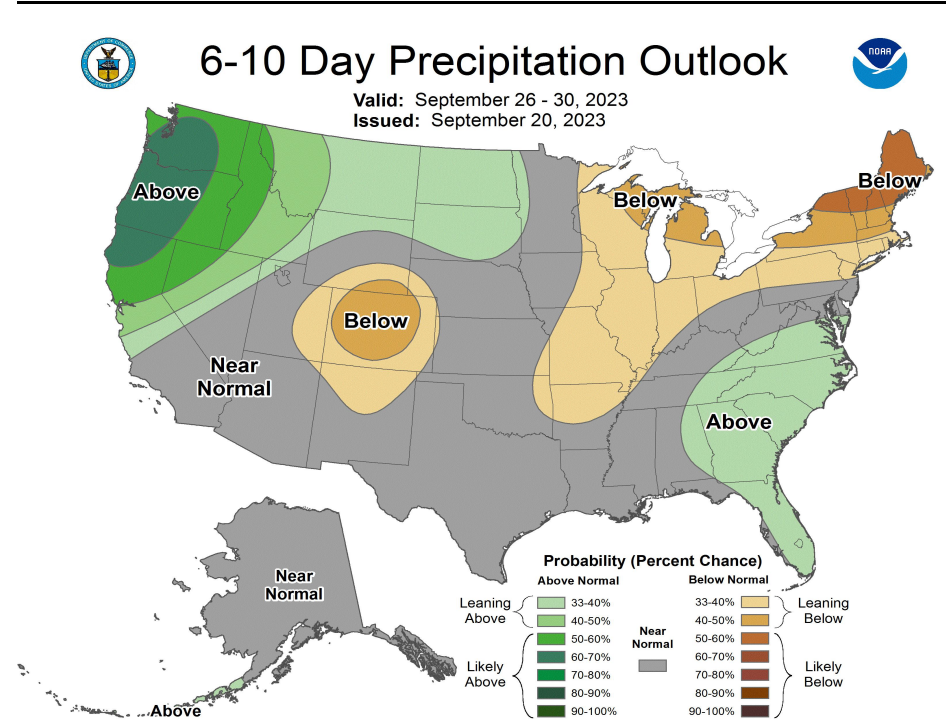 6-10 Day Precipitation Outlook
NOAA
Valid: September 26 - 30, 2023
Issued: September 20, 2023
Above
Below
Below
Below
Near
Normal
Above
Near
Normal
Above
Probability (Percent Chance)
Above Normal
Below Normal
Leaning
Above
33-40%
40-50%
Likely
Above
50-60%
60-70%
70-80%
80-90%
90-100%
Near
Normal
33-40%
40-50%
Leaning
Below
50-60%
60-70%
70-80%
80-90%
90-100%
Likely
Below